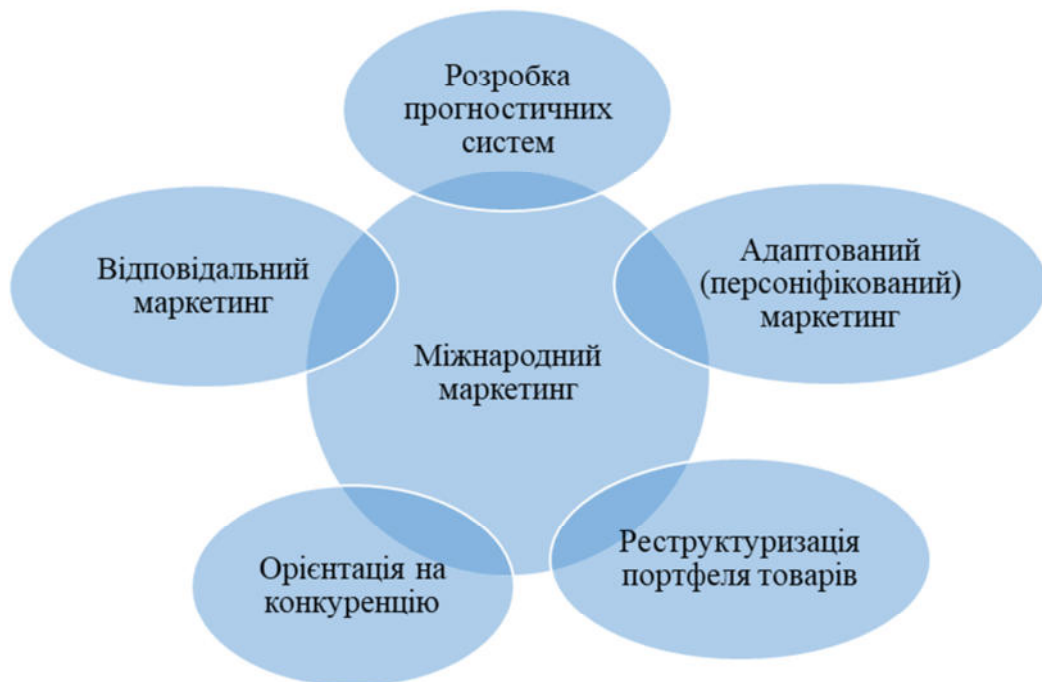 Розробка
прогностичних
систем
Відповідальний
маркетинг
Адаптований
(персоніфікований)
маркетинг
Міжнародний
маркетинг
Орієнтація на
конкуренцію
Реструктуризація
портфеля товарів